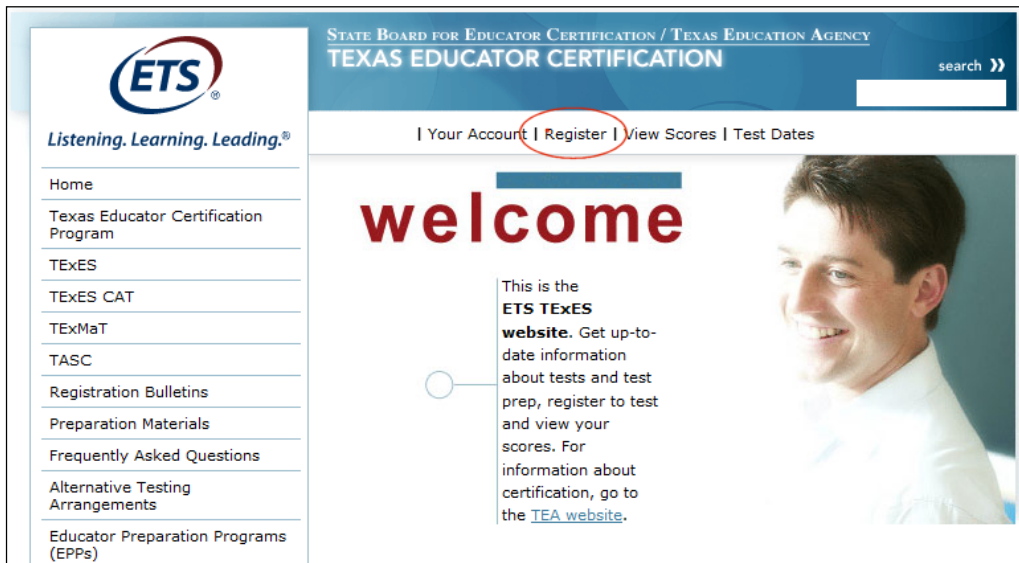 ETS®
Listening. Learning. Leading.®
Home
Texas Educator Certification
Program
TExES
TExES CAT
TExMaT
TASC
Registration Bulletins
Preparation Materials
Frequently Asked Questions
Alternative Testing
Arrangements
Educator Preparation Programs
(EPPs)
STATE BOARD FOR EDUCATOR CERTIFICATION / TEXAS EDUCATION AGENCY
TEXAS EDUCATOR CERTIFICATION
search »
| Your Account | Register | View Scores | Test Dates
welcome
This is the
ETS TExES
website. Get up-to-
date information
about tests and test
prep, register to test
and view your
scores. For
information about
certification, go to
the TEA website.